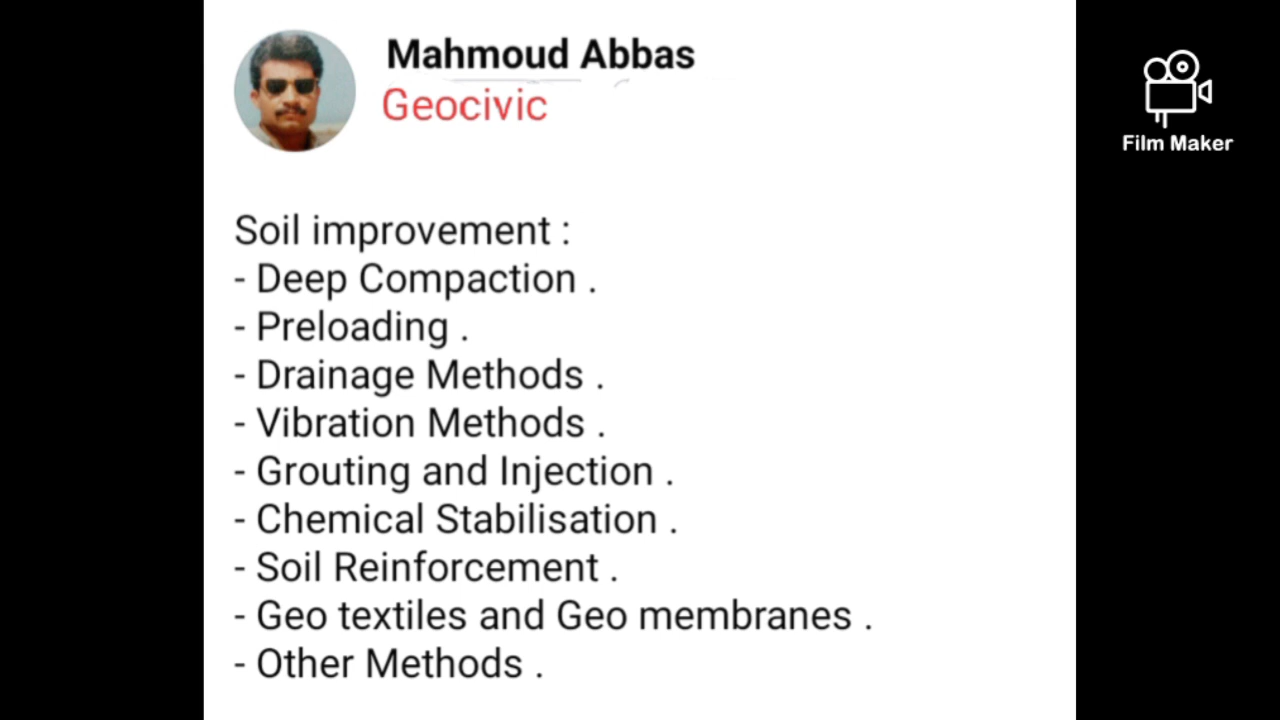 Mahmoud Abbas
Geocivic
Film Maker
Soil improvement :
- Deep Compaction .
- Preloading .
- Drainage Methods .
- Vibration Methods .
- Grouting and Injection .
- Chemical Stabilisation .
- Soil Reinforcement .
- Geo textiles and Geo membranes .
- Other Methods .